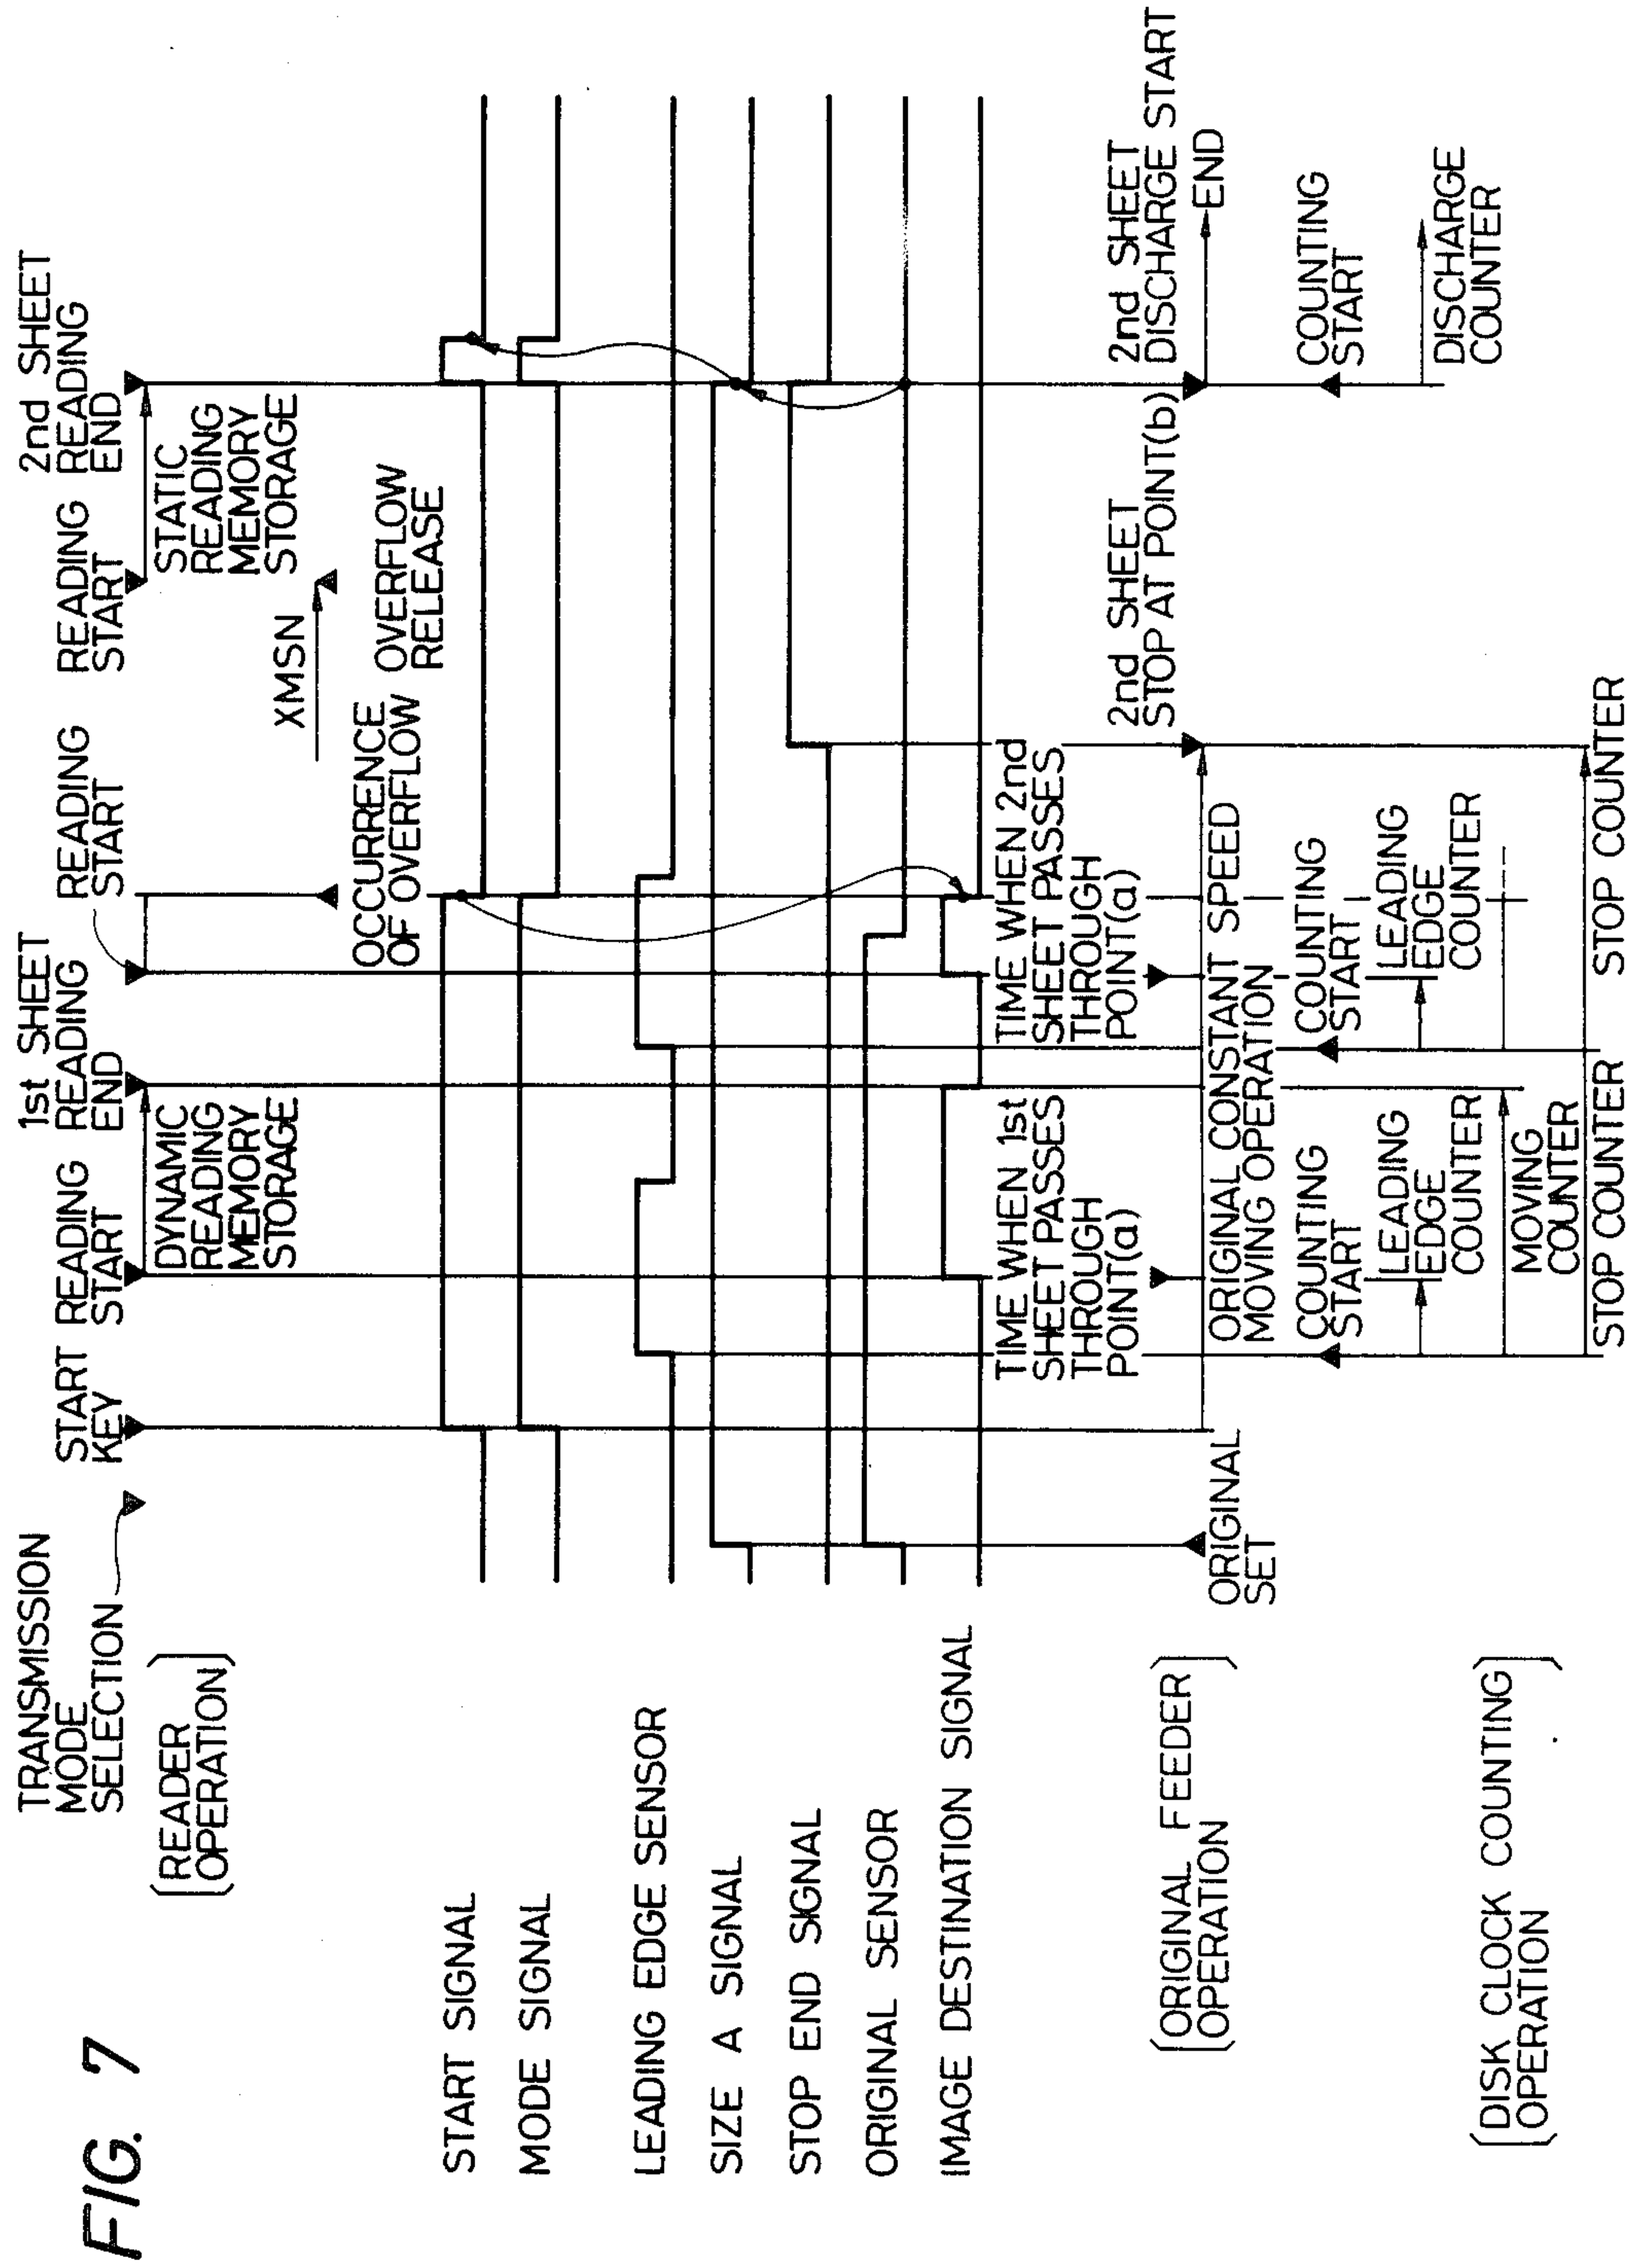 FIG. 7
TRANSMISSION
MODE
SELECTION
START
KEY
READING
START
1st SHEET
READING
END
READING
START
READING
START
2nd SHEET
READING
END
(READER
OPERATION)
DYNAMIC
READING
MEMORY
STORAGE
STATIC
READING
MEMORY
STORAGE
XMSN
OCCURRENCE
OF OVERFLOW
OVERFLOW
RELEASE
START SIGNAL
MODE SIGNAL
LEADING EDGE SENSOR
SIZE A SIGNAL
STOP END SIGNAL
ORIGINAL SENSOR
IMAGE DESTINATION SIGNAL
TIME WHEN 1st
SHEET PASSES
THROUGH
POINT(a)
TIME WHEN 2nd
SHEET PASSES
THROUGH
POINT(a)
2nd SHEET
STOP AT POINT(b)
2nd SHEET
DISCHARGE START
END
(ORIGINAL FEEDER
OPERATION)
ORIGINAL
SET
ORIGINAL CONSTANT SPEED
MOVING OPERATION
COUNTING
START
COUNTING
START
COUNTING
START
LEADING
EDGE
COUNTER
LEADING
EDGE
COUNTER
DISCHARGE
COUNTER
(DISK CLOCK COUNTING
OPERATION)
MOVING
COUNTER
STOP COUNTER
STOP COUNTER